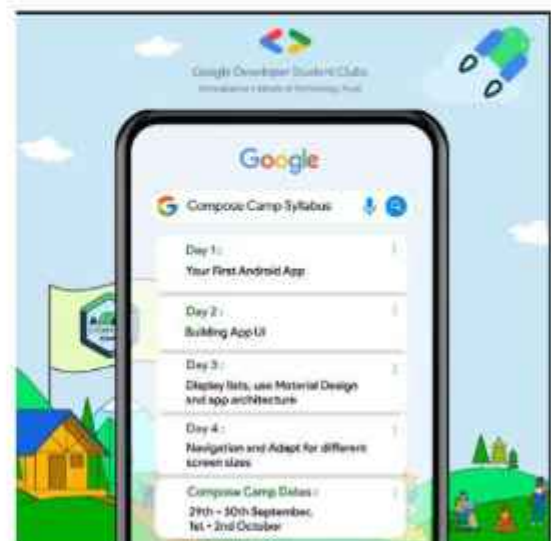 Google Developer Student Clubs
Google
Compose Camp Syllabus
Day 1:
Your First Android App
Day 2:
Building App UI
Day 3:
Display lists, use Material Design
and app architecture
Day 4:
Navigation and Adapt for different
screen sizes
Compose Camp Dates:
29th - 30th September,
1st - 2nd October